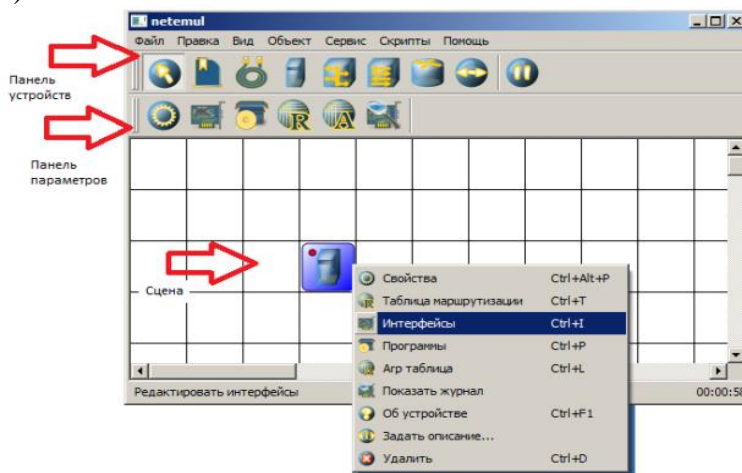 netemul
Файл Правка Вид Объект Сервис Скрипты Помощь
Панель
устройств
Панель
параметров
Сцена
Свойства Ctrl+Alt+P
Таблица маршрутизации Ctrl+T
Интерфейсы Ctrl+I
Программы Ctrl+P
Arp таблица Ctrl+L
Показать журнал
Об устройстве Ctrl+F1
Задать описание...
Удалить Ctrl+D
Редактировать интерфейсы 00:00:58